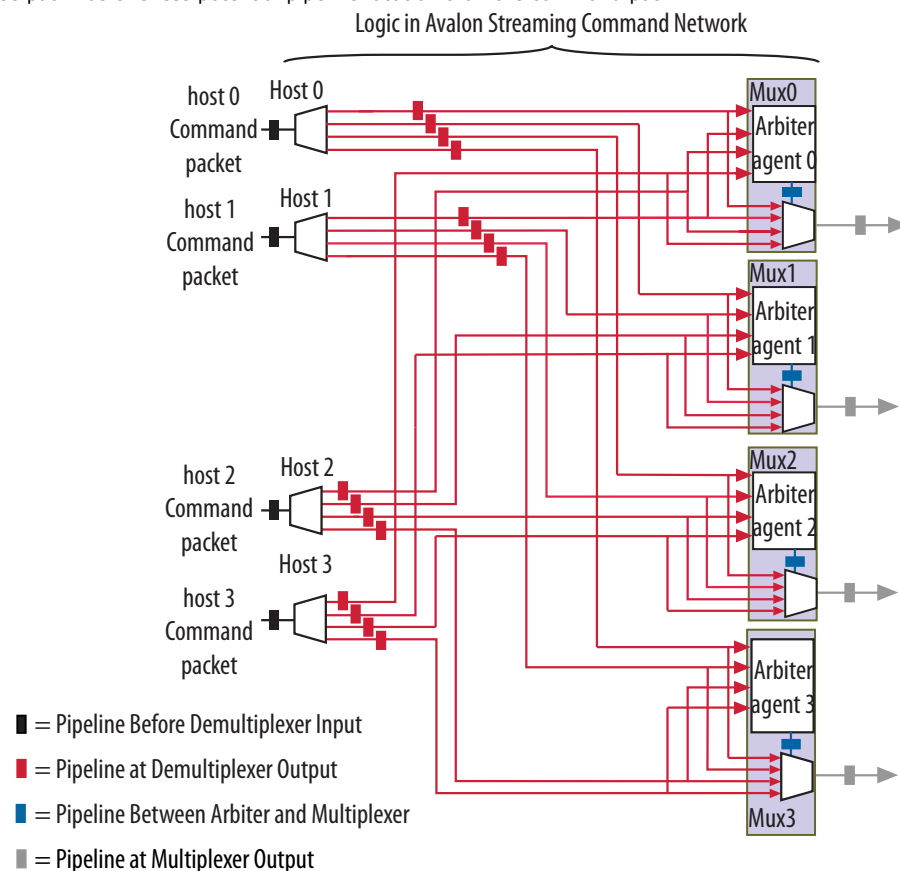 Logic in Avalon Streaming Command Network
host 0
Command
packet
Host 0
host 1
Command
packet
Host 1
host 2
Command
packet
Host 2
host 3
Command
packet
Host 3
Mux0
Arbiter
agent 0
Mux1
Arbiter
agent 1
Mux2
Arbiter
agent 2
Arbiter
agent 3
Mux3
= Pipeline Before Demultiplexer Input
= Pipeline at Demultiplexer Output
= Pipeline Between Arbiter and Multiplexer
= Pipeline at Multiplexer Output